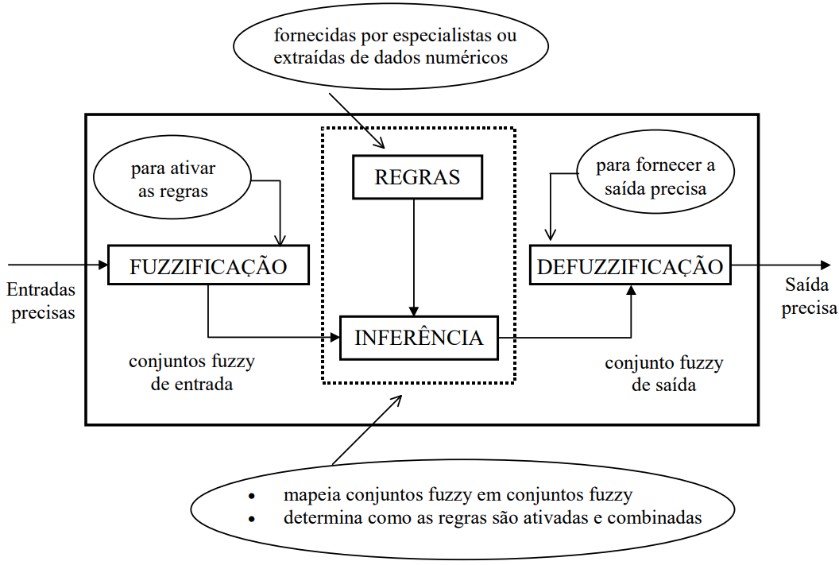 fornecidas por especialistas ou
extraídas de dados numéricos
para ativar
as regras
REGRAS
para fornecer a
saída precisa
FUZZIFICAÇÃO
DEFUZZIFICAÇÃO
Entradas
precisas
Saída
precisa
INFERÊNCIA
conjuntos fuzzy
de entrada
conjunto fuzzy
de saída
• mapeia conjuntos fuzzy em conjuntos fuzzy
• determina como as regras são ativadas e combinadas